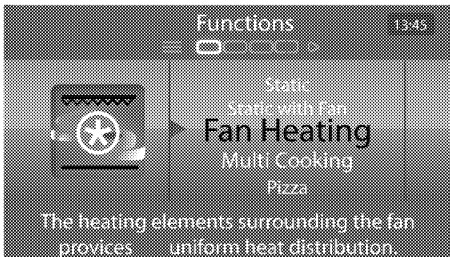 Functions
13:45
Static
Static with Fan
Fan Heating
Multi Cooking
Pizza
The heating elements surrounding the fan
provices uniform heat distribution.